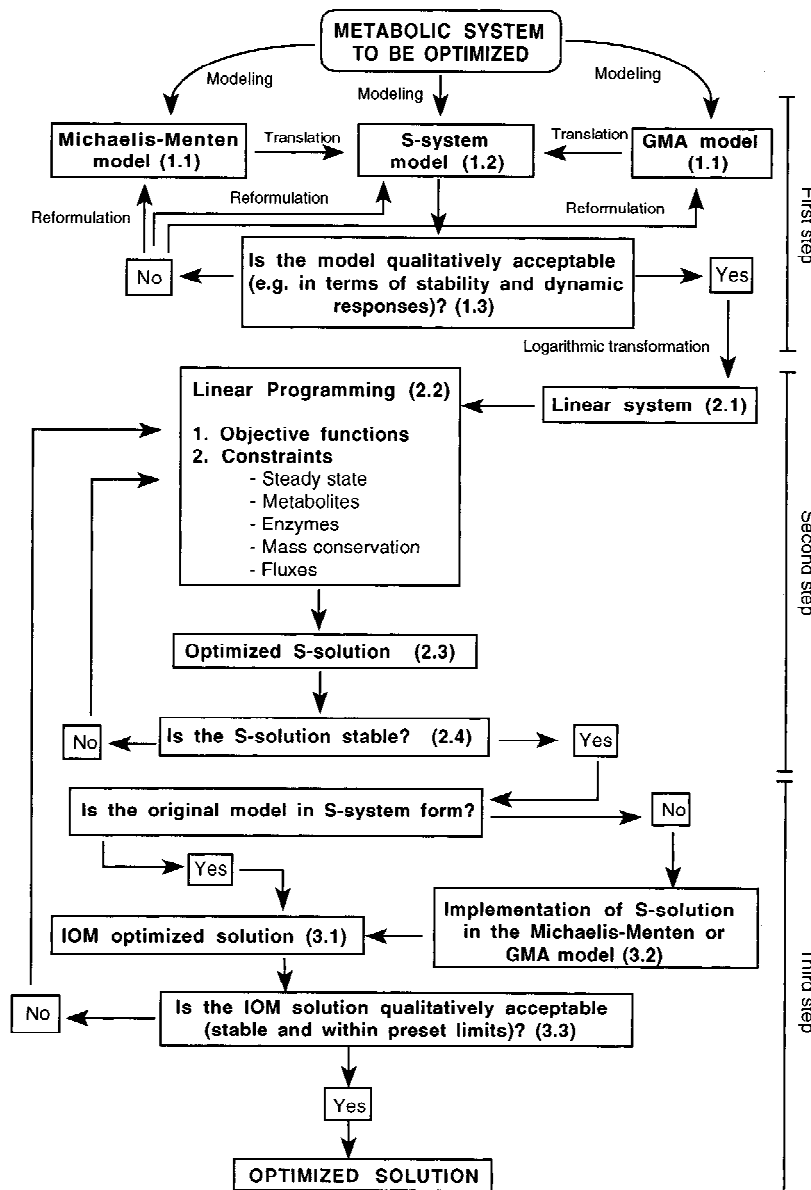 METABOLIC SYSTEM
TO BE OPTIMIZED
Modeling
Modeling
Modeling
Michaelis-Menten
model (1.1)
Translation
S-system
model (1.2)
Translation
GMA model
(1.1)
Reformulation
Reformulation
Reformulation
No
Is the model qualitatively acceptable
(e.g. in terms of stability and dynamic
responses)? (1.3)
Yes
First step
Logarithmic transformation
Linear Programming (2.2)
1. Objective functions
2. Constraints
- Steady state
- Metabolites
- Enzymes
- Mass conservation
- Fluxes
Linear system (2.1)
Second step
Optimized S-solution (2.3)
No
Is the S-solution stable? (2.4)
Yes
Is the original model in S-system form?
No
Yes
IOM optimized solution (3.1)
Implementation of S-solution
in the Michaelis-Menten or
GMA model (3.2)
Third step
No
Is the IOM solution qualitatively acceptable
(stable and within preset limits)? (3.3)
Yes
OPTIMIZED SOLUTION